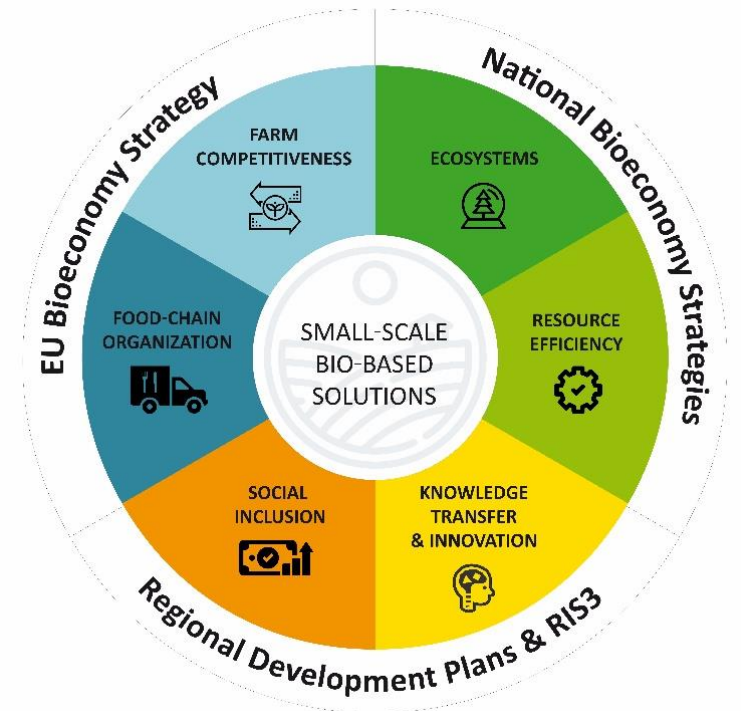 EU Bioeconomy Strategy
National Bioeconomy Strategies
FARM
COMPETITIVENESS
ECOSYSTEMS
FOOD-CHAIN
ORGANIZATION
SMALL-SCALE
BIO-BASED
SOLUTIONS
RESOURCE
EFFICIENCY
SOCIAL
INCLUSION
KNOWLEDGE
TRANSFER
& INNOVATION
Regional Development Plans & RIS3